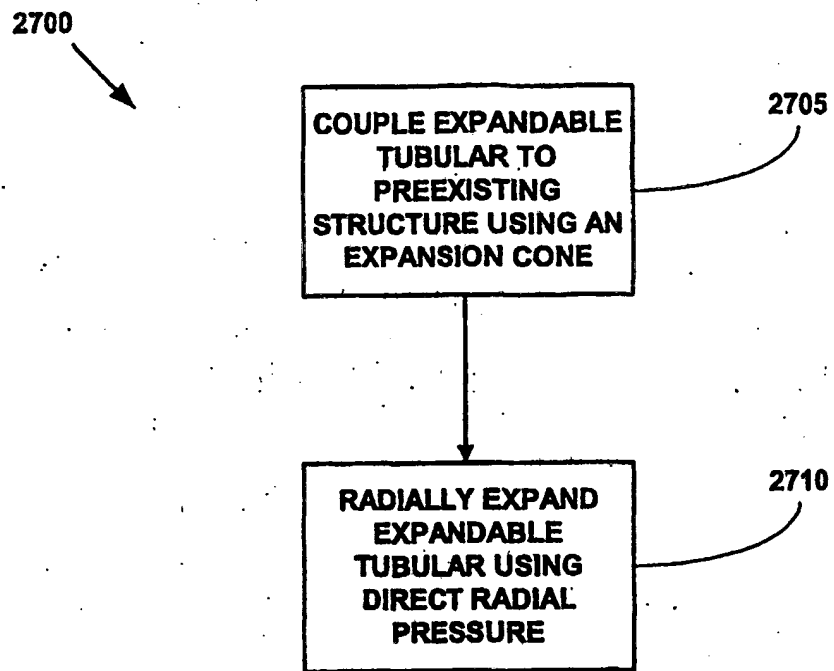 2700
COUPLE EXPANDABLE
TUBULAR TO
PREEXISTING
STRUCTURE USING AN
EXPANSION CONE
2705
RADIALLY EXPAND
EXPANDABLE
TUBULAR USING
DIRECT RADIAL
PRESSURE
2710